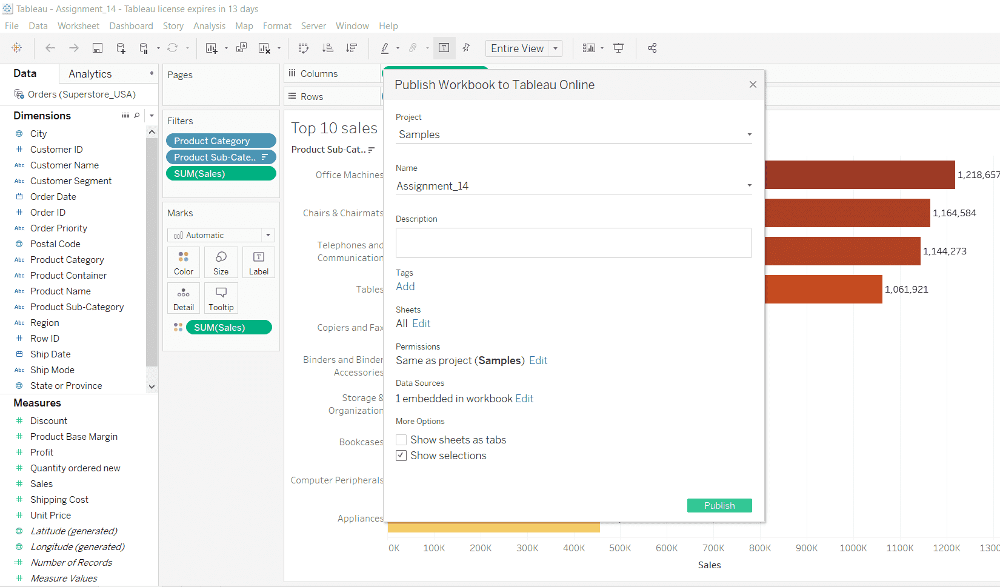 Tableau - Assignment_14 - Tableau license expires in 13 days
File Data Worksheet Dashboard Story Analysis Map Format Server Window Help
Entire View
Data
Analytics
Orders (Superstore_USA)
Dimensions
City
Customer ID
Abc Customer Name
Abc Customer Segment
Order Date
Order ID
Abc Order Priority
Postal Code
Abc Product Category
Abc Product Container
Abc Product Name
Abc Product Sub-Category
Abc Region
Row ID
Ship Date
Abc Ship Mode
State or Province
Measures
Discount
Product Base Margin
Profit
Quantity ordered new
Sales
Shipping Cost
Unit Price
Latitude (generated)
Longitude (generated)
Number of Records
Measure Values
Pages
Filters
Product Category
Product Sub-Cate..
SUM(Sales)
Marks
Automatic
Color
Size
Label
Detail
Tooltip
SUM(Sales)
Columns
Rows
Top 10 sales
Product Sub-Cat..
Office Machines
Chairs & Chairmats
Telephones and
Communication
Tables
Copiers and Fax
Binders and Binder
Accessories
Storage &
Organization
Bookcases
Computer Peripherals
Appliances
Publish Workbook to Tableau Online
Project
Samples
Name
Assignment_14
Description
Tags
Add
Sheets
All Edit
Permissions
Same as project (Samples) Edit
Data Sources
1 embedded in workbook Edit
More Options
Show sheets as tabs
Show selections
Publish
1,218,657
1,164,584
1,144,273
1,061,921
0K 100K 200K 300K 400K 500K 600K 700K 800K 900K 1000K 1100K 1200K 1300
Sales